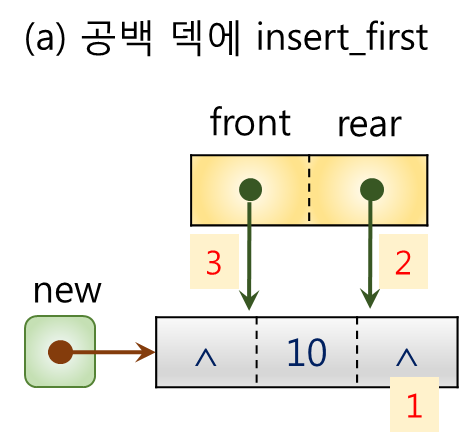 (a) 공백 덱에 insert_first
front rear
3 2
new
^ 10 ^
1